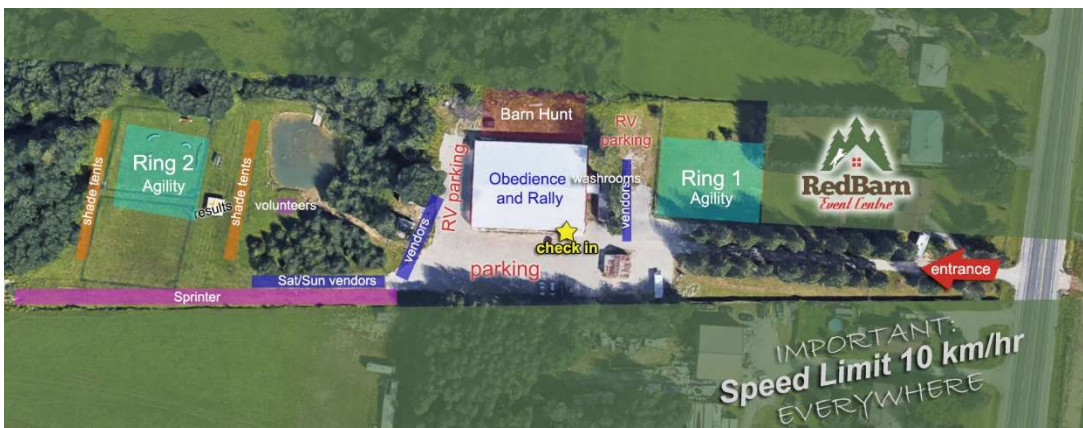 Barn Hunt
RV
parking
Ring 2
Agility
shade tents
results
shade tents
volunteers
RV parking
vendors
Obedience
and Rally
washrooms
vendors
Ring 1
Agility
RedBarn
Event Centre
check in
parking
entrance
Sat/Sun vendors
Sprinter
IMPORTANT:
Speed Limit 10 km/hr
EVERYWHERE